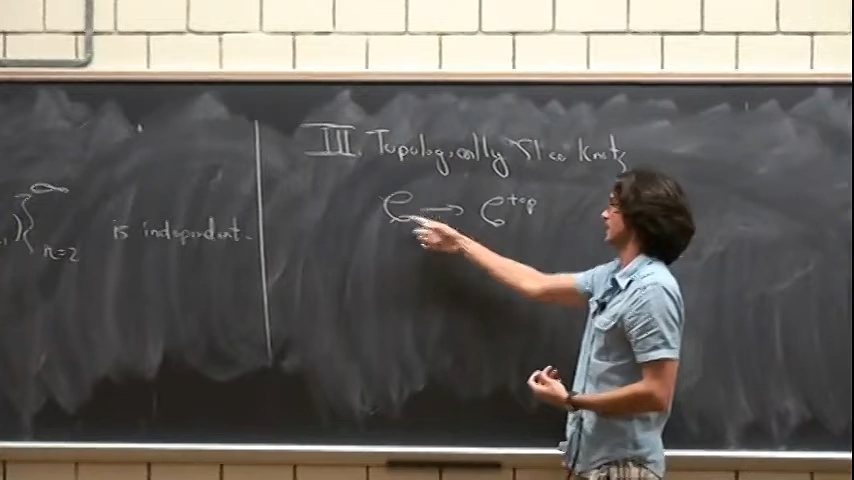 III. Topologically Slice knots
C → C^top
}^∞_{n=2} is independent.